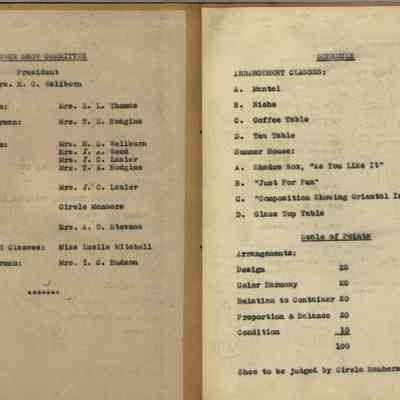 SHOW COMMITTEE
President
Mrs. H. G. Wellborn
Mrs. E. L. Thomas
Mrs. T. E. Hodgins
Mrs. H. G. Wellborn
Mrs. J. A. Reed
Mrs. J. C. Lanier
Mrs. T. E. Hodgins
Mrs. J. C. Lanier
Circle Members
Mrs. A. D. Stevens
Classes: Miss Luelle Mitchell
Mrs. I. C. Hudson
*******
SCHEDULE
ARRANGEMENT CLASSES:
A. Mantel
B. Niche
C. Coffee Table
D. Tea Table
Summer House:
A. Shadow Box, "As You Like It"
B. "Just For Fun"
C. "Composition Showing Oriental
D. Glass Top Table
Scale of Points
Arrangements:
Design 20
Color Harmony 20
Relation to Container 20
Proportion & Balance 20
Condition 10
100
Shoe to be judged by Circle Members